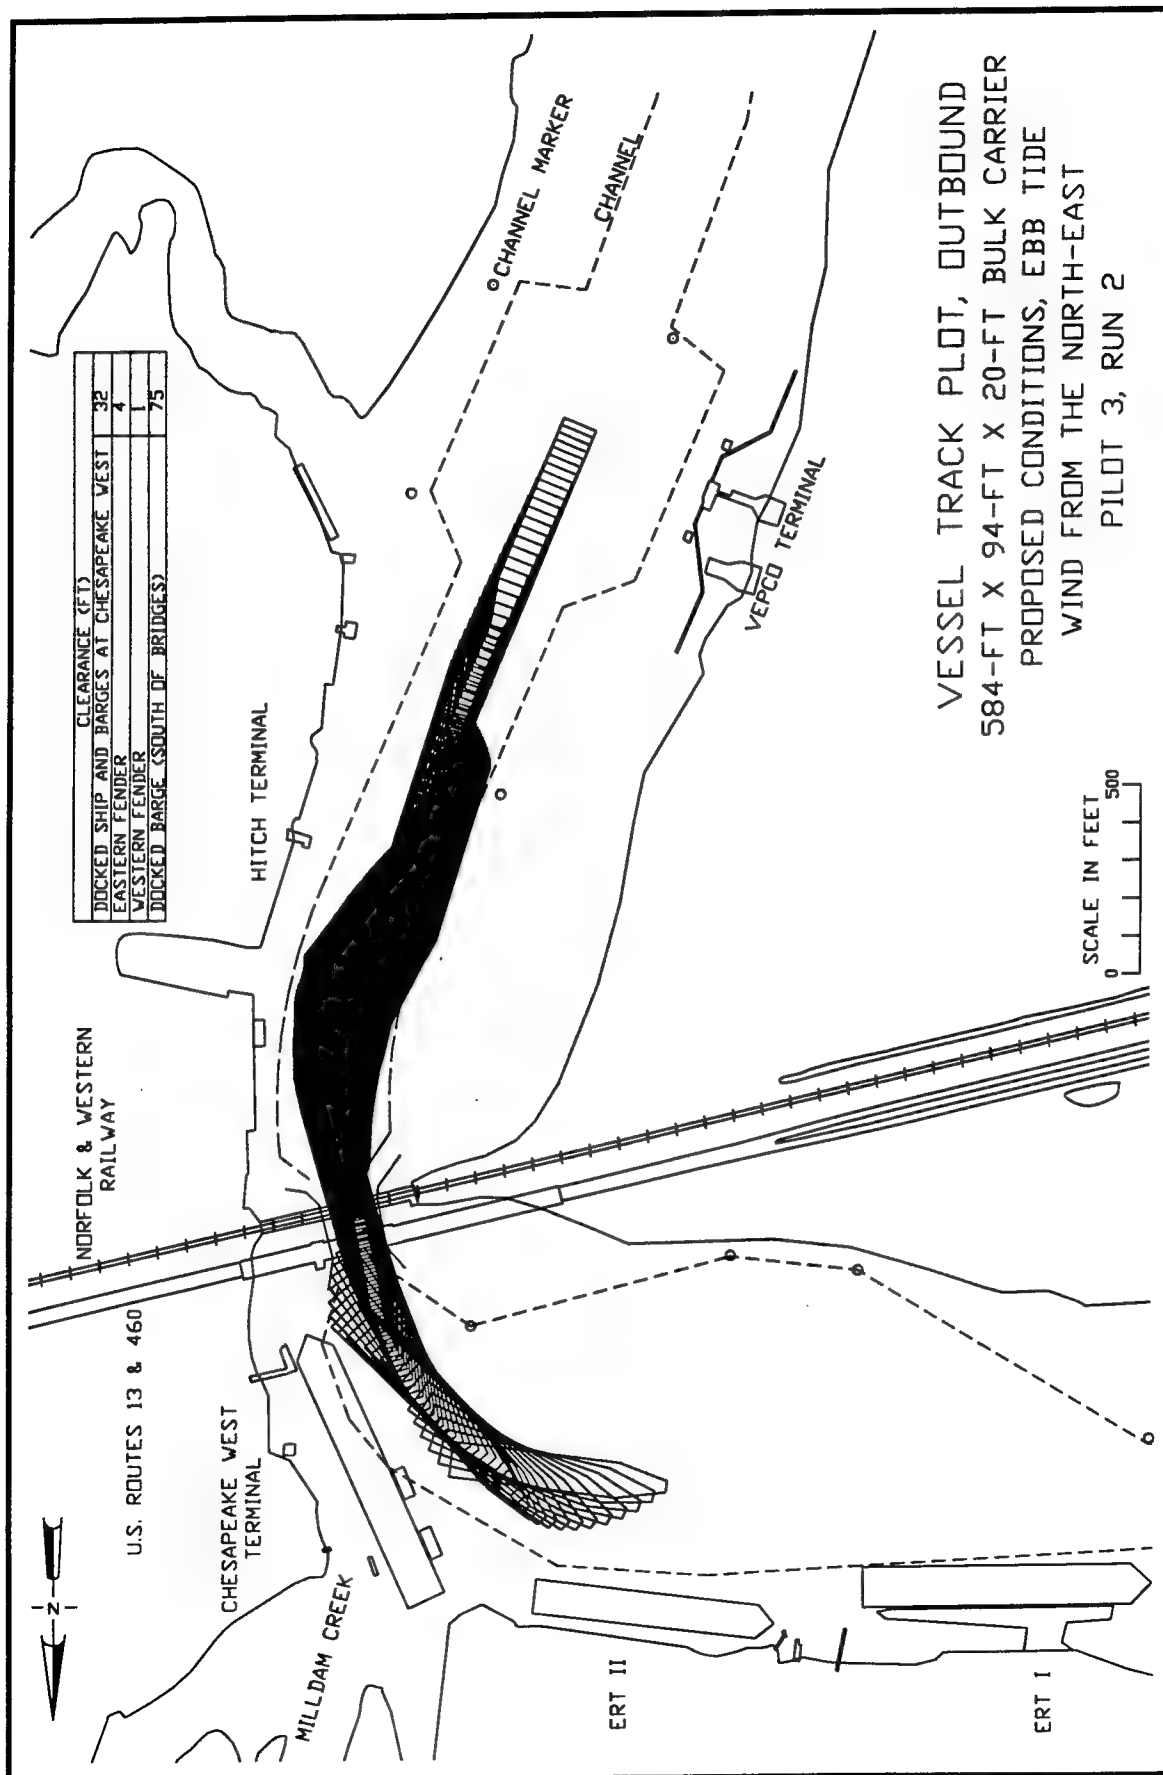 CLEARANCE (FT)
DOCKED SHIP AND BARGES AT CHESAPEAKE WEST 32
EASTERN FENDER 4
WESTERN FENDER 1
DOCKED BARGE (SOUTH OF BRIDGES) 75
NORFOLK & WESTERN
RAILWAY
HITCH TERMINAL
CHANNEL MARKER
CHANNEL
U.S. ROUTES 13 & 460
CHESAPEAKE WEST
TERMINAL
N
MILLDAM CREEK
VEPCO TERMINAL
ERT II
ERT I
SCALE IN FEET
0 500
VESSEL TRACK PLOT, OUTBOUND
584-FT X 94-FT X 20-FT BULK CARRIER
PROPOSED CONDITIONS, EBB TIDE
WIND FROM THE NORTH-EAST
PILOT 3, RUN 2